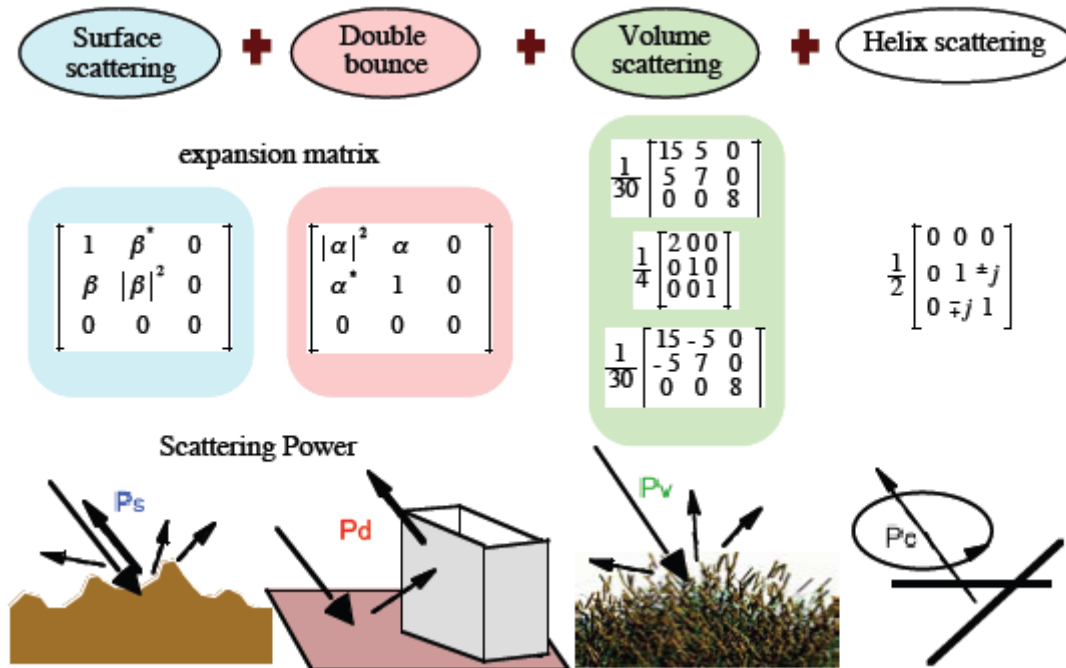 Surface scattering + Double bounce + Volume scattering + Helix scattering
expansion matrix
[1 β* 0
β |β|² 0
0 0 0]
[|α|² α 0
α* 1 0
0 0 0]
1/30 [15 5 0
5 7 0
0 0 8]
1/4 [2 0 0
0 1 0
0 0 1]
1/30 [15 -5 0
-5 7 0
0 0 8]
1/2 [0 0 0
0 1 ±j
0 ∓j 1]
Scattering Power
Ps
Pd
Pv
Pc